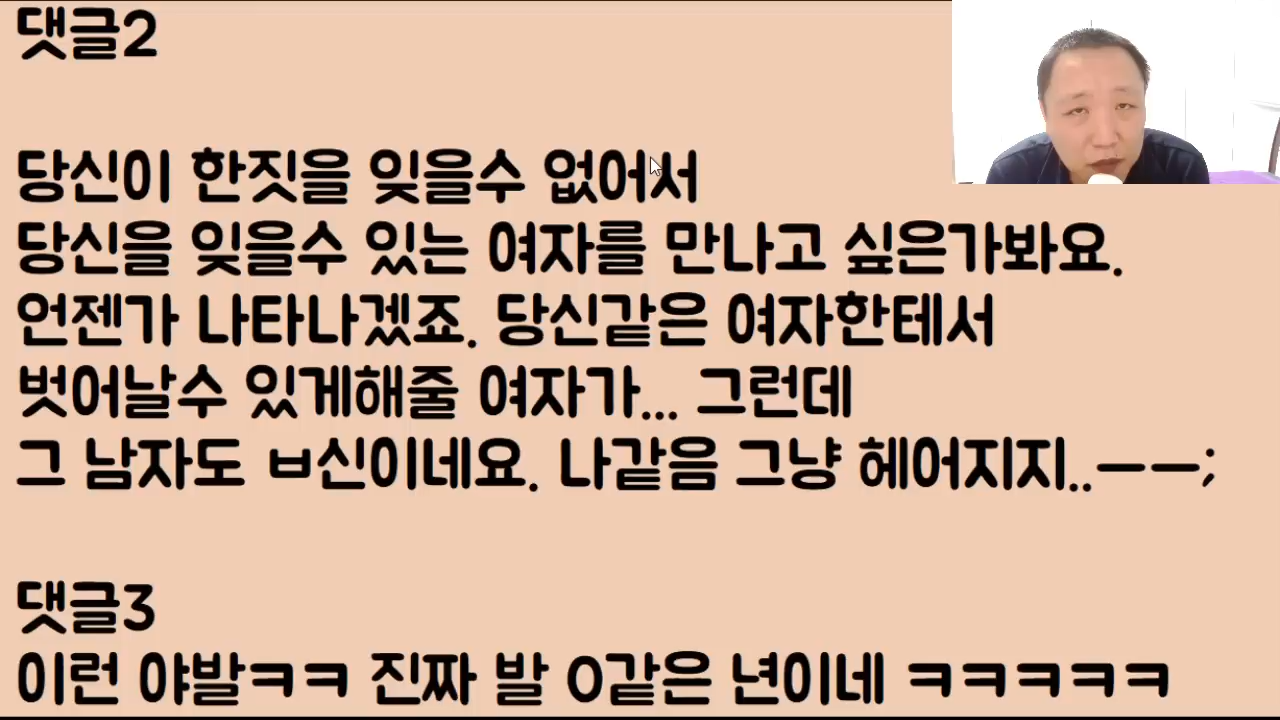 댓글2
당신이 한짓을 잊을수 없어서
당신을 잊을수 있는 여자를 만나고 싶은가봐요.
언젠가 나타나겠죠. 당신같은 여자한테서
벗어날수 있게해줄 여자가... 그런데
그 남자도 ㅂ신이네요. 나같음 그냥 헤어지지..ㅡㅡ;
댓글3
이런 야발ㅋㅋ 진짜 발 O같은 년이네 ㅋㅋㅋㅋㅋ